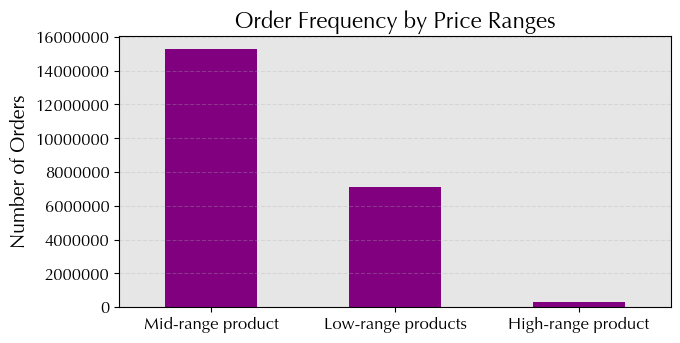 Order Frequency by Price Ranges
Number of Orders
16000000
14000000
12000000
10000000
8000000
6000000
4000000
2000000
0
Mid-range product
Low-range products
High-range product